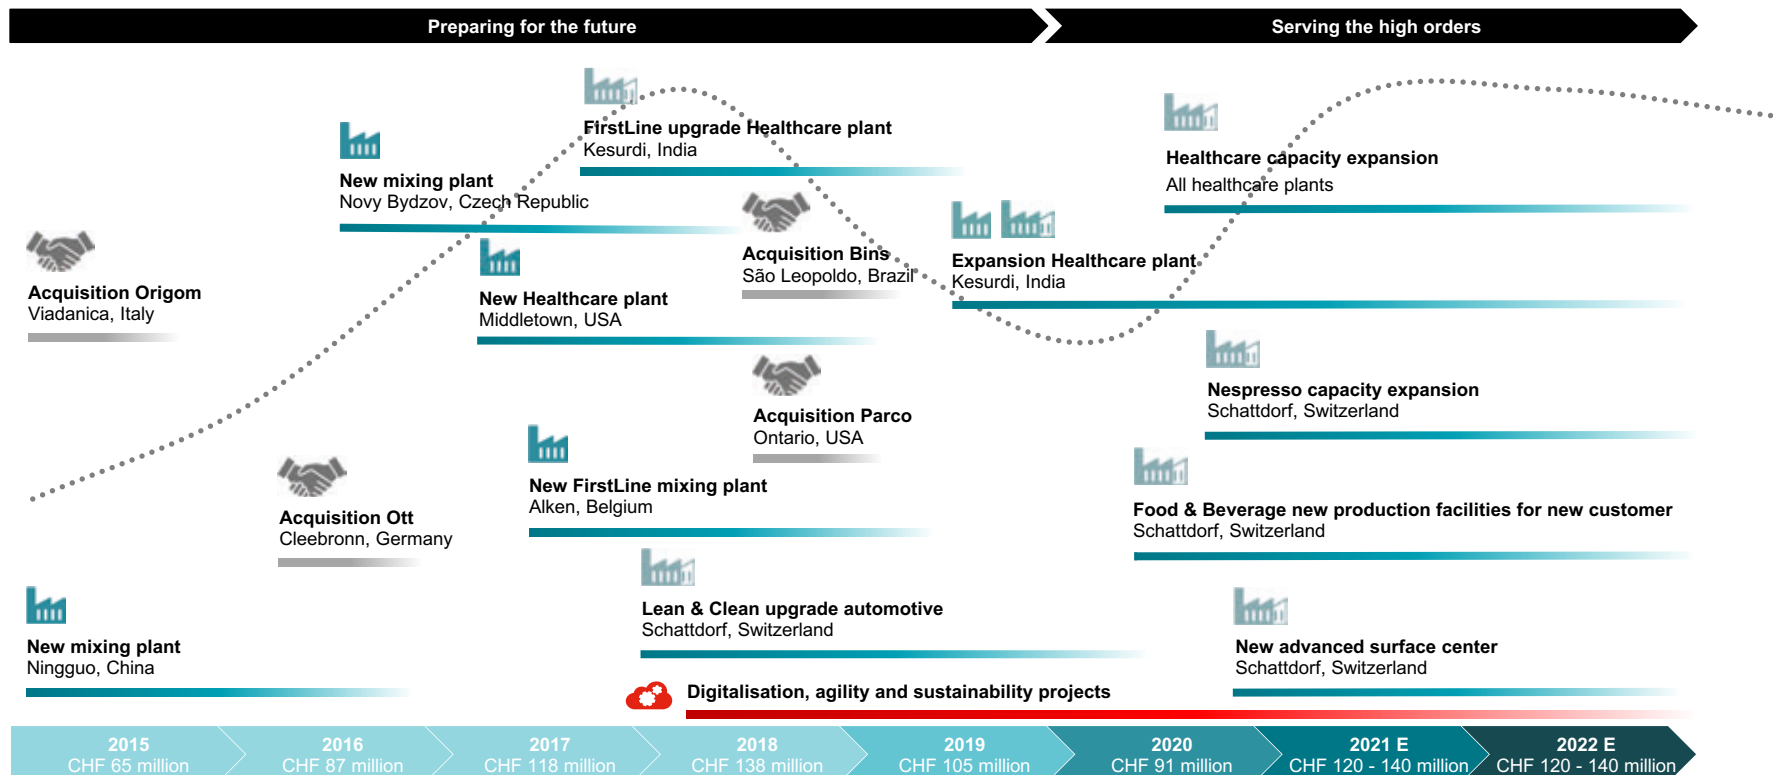 Preparing for the future
Serving the high orders
FirstLine upgrade Healthcare plant
Kesurdi, India
Healthcare capacity expansion
All healthcare plants
New mixing plant
Novy Bydzov, Czech Republic
Acquisition Bins
São Leopoldo, Brazil
Expansion Healthcare plant
Kesurdi, India
Acquisition Origom
Viadanica, Italy
New Healthcare plant
Middletown, USA
Nespresso capacity expansion
Schattdorf, Switzerland
Acquisition Parco
Ontario, USA
New FirstLine mixing plant
Alken, Belgium
Food & Beverage new production facilities for new customer
Schattdorf, Switzerland
Acquisition Ott
Cleebronn, Germany
Lean & Clean upgrade automotive
Schattdorf, Switzerland
New mixing plant
Ningguo, China
New advanced surface center
Schattdorf, Switzerland
Digitalisation, agility and sustainability projects
2015
CHF 65 million
2016
CHF 87 million
2017
CHF 118 million
2018
CHF 138 million
2019
CHF 105 million
2020
CHF 91 million
2021 E
CHF 120 - 140 million
2022 E
CHF 120 - 140 million